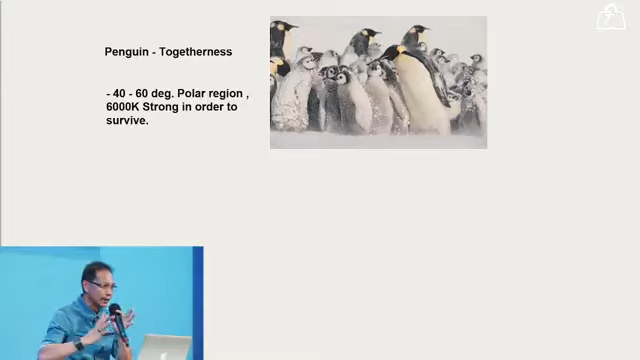 Penguin - Togetherness
- 40 - 60 deg. Polar region ,
6000K Strong in order to
survive.